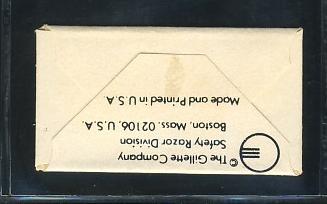 © The Gillette Company
Safety Razor Division
Boston, Mass. 02106, U.S.A.
Made and Printed in U.S.A.